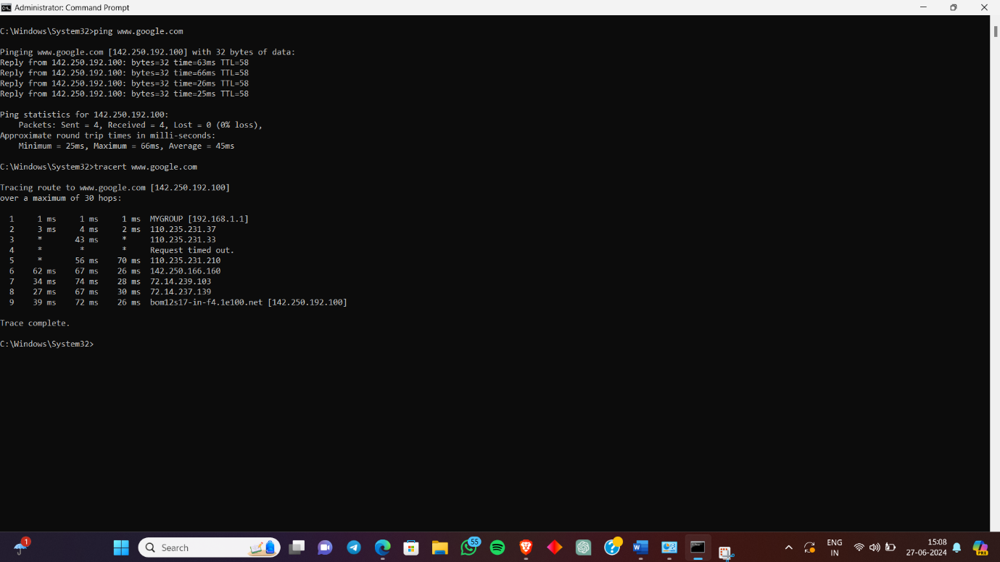 Administrator: Command Prompt
C:\Windows\System32>ping www.google.com
Pinging www.google.com [142.250.192.100] with 32 bytes of data:
Reply from 142.250.192.100: bytes=32 time=63ms TTL=58
Reply from 142.250.192.100: bytes=32 time=66ms TTL=58
Reply from 142.250.192.100: bytes=32 time=26ms TTL=58
Reply from 142.250.192.100: bytes=32 time=25ms TTL=58
Ping statistics for 142.250.192.100:
    Packets: Sent = 4, Received = 4, Lost = 0 (0% loss),
Approximate round trip times in milli-seconds:
    Minimum = 25ms, Maximum = 66ms, Average = 45ms
C:\Windows\System32>tracert www.google.com
Tracing route to www.google.com [142.250.192.100]
over a maximum of 30 hops:
  1     1 ms     1 ms     1 ms  MYGROUP [192.168.1.1]
  2     3 ms     4 ms     2 ms  110.235.231.37
  3     *       43 ms     *     110.235.231.33
  4     *        *        *     Request timed out.
  5     *       56 ms    70 ms  110.235.231.210
  6    62 ms    67 ms    26 ms  142.250.166.160
  7    34 ms    74 ms    28 ms  72.14.239.103
  8    27 ms    67 ms    30 ms  72.14.237.139
  9    39 ms    72 ms    26 ms  bom12s17-in-f4.1e100.net [142.250.192.100]
Trace complete.
C:\Windows\System32>
1
Search
55
ENG
IN
15:08
27-06-2024
PRE